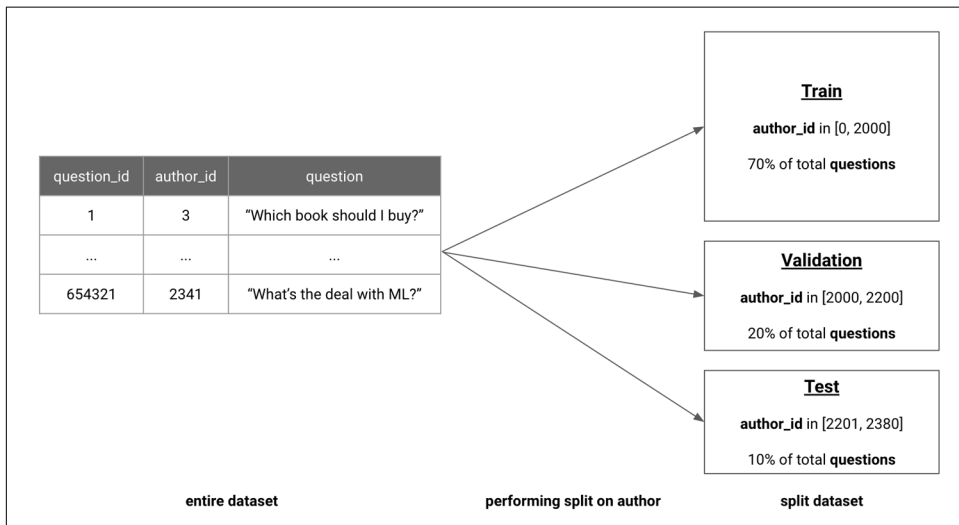 question_id author_id question
1 3 “Which book should I buy?”
... ... ...
654321 2341 “What’s the deal with ML?”
Train
author_id in [0, 2000]
70% of total questions
Validation
author_id in [2000, 2200]
20% of total questions
Test
author_id in [2201, 2380]
10% of total questions
entire dataset performing split on author split dataset